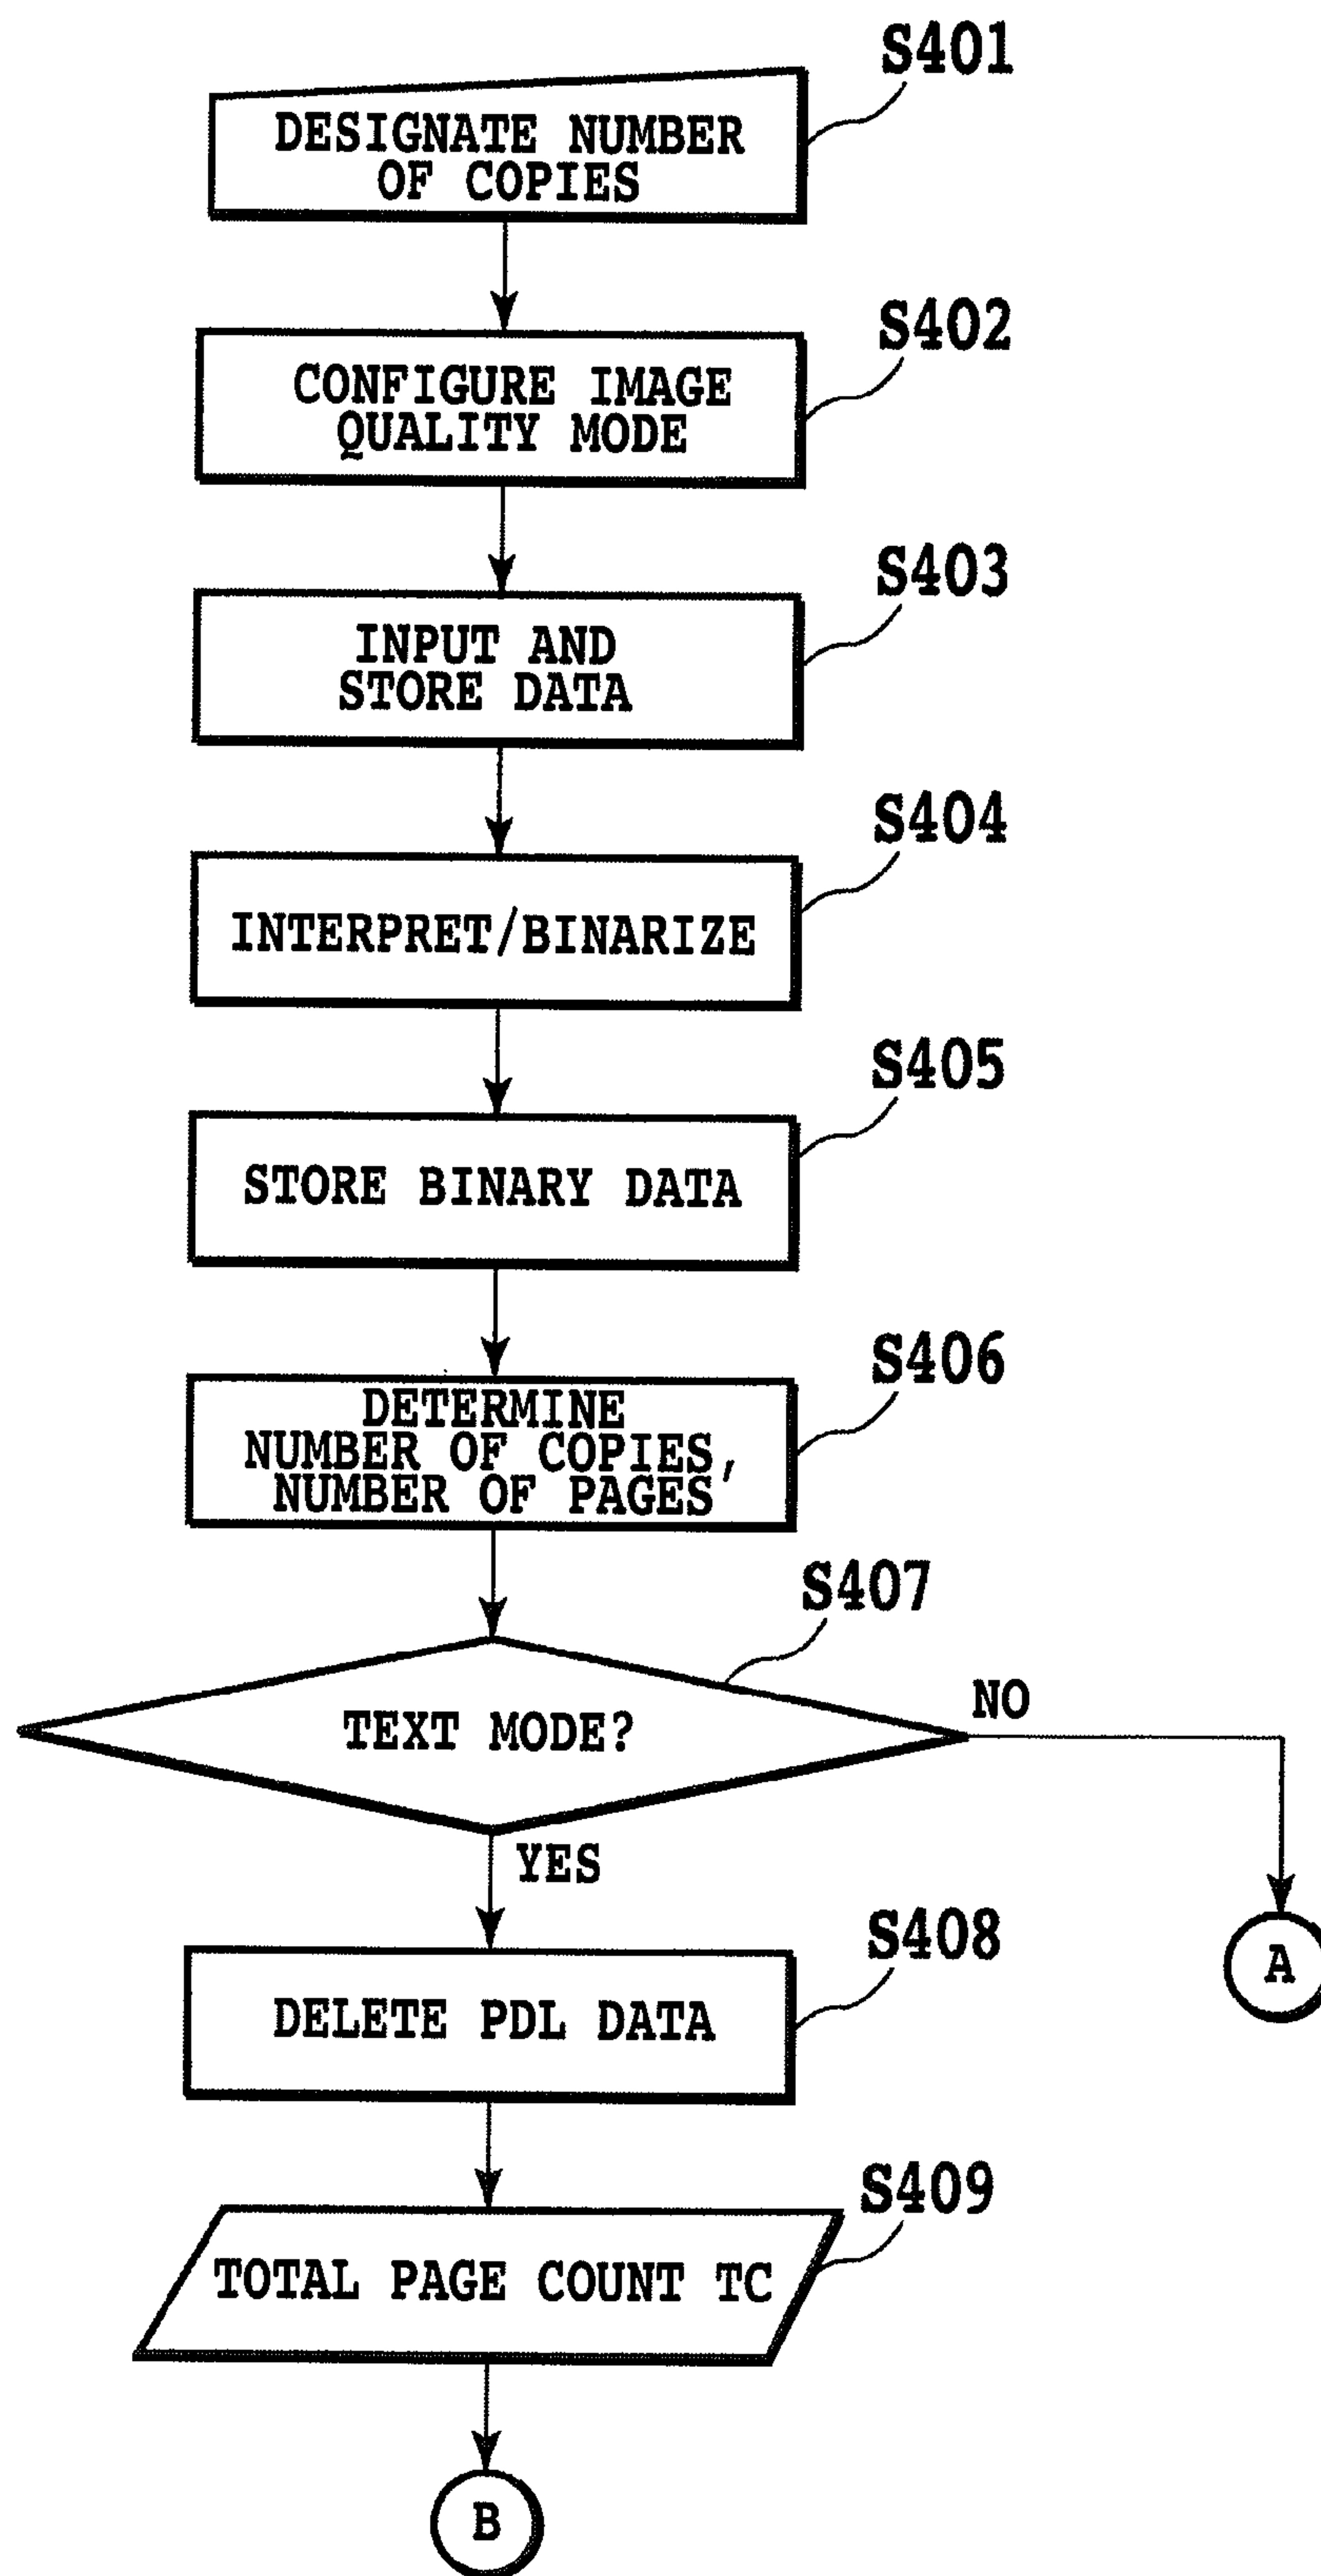 S401
DESIGNATE NUMBER
OF COPIES
S402
CONFIGURE IMAGE
QUALITY MODE
S403
INPUT AND
STORE DATA
S404
INTERPRET/BINARIZE
S405
STORE BINARY DATA
S406
DETERMINE
NUMBER OF COPIES,
NUMBER OF PAGES
S407
TEXT MODE?
NO
YES
A
S408
DELETE PDL DATA
S409
TOTAL PAGE COUNT TC
B